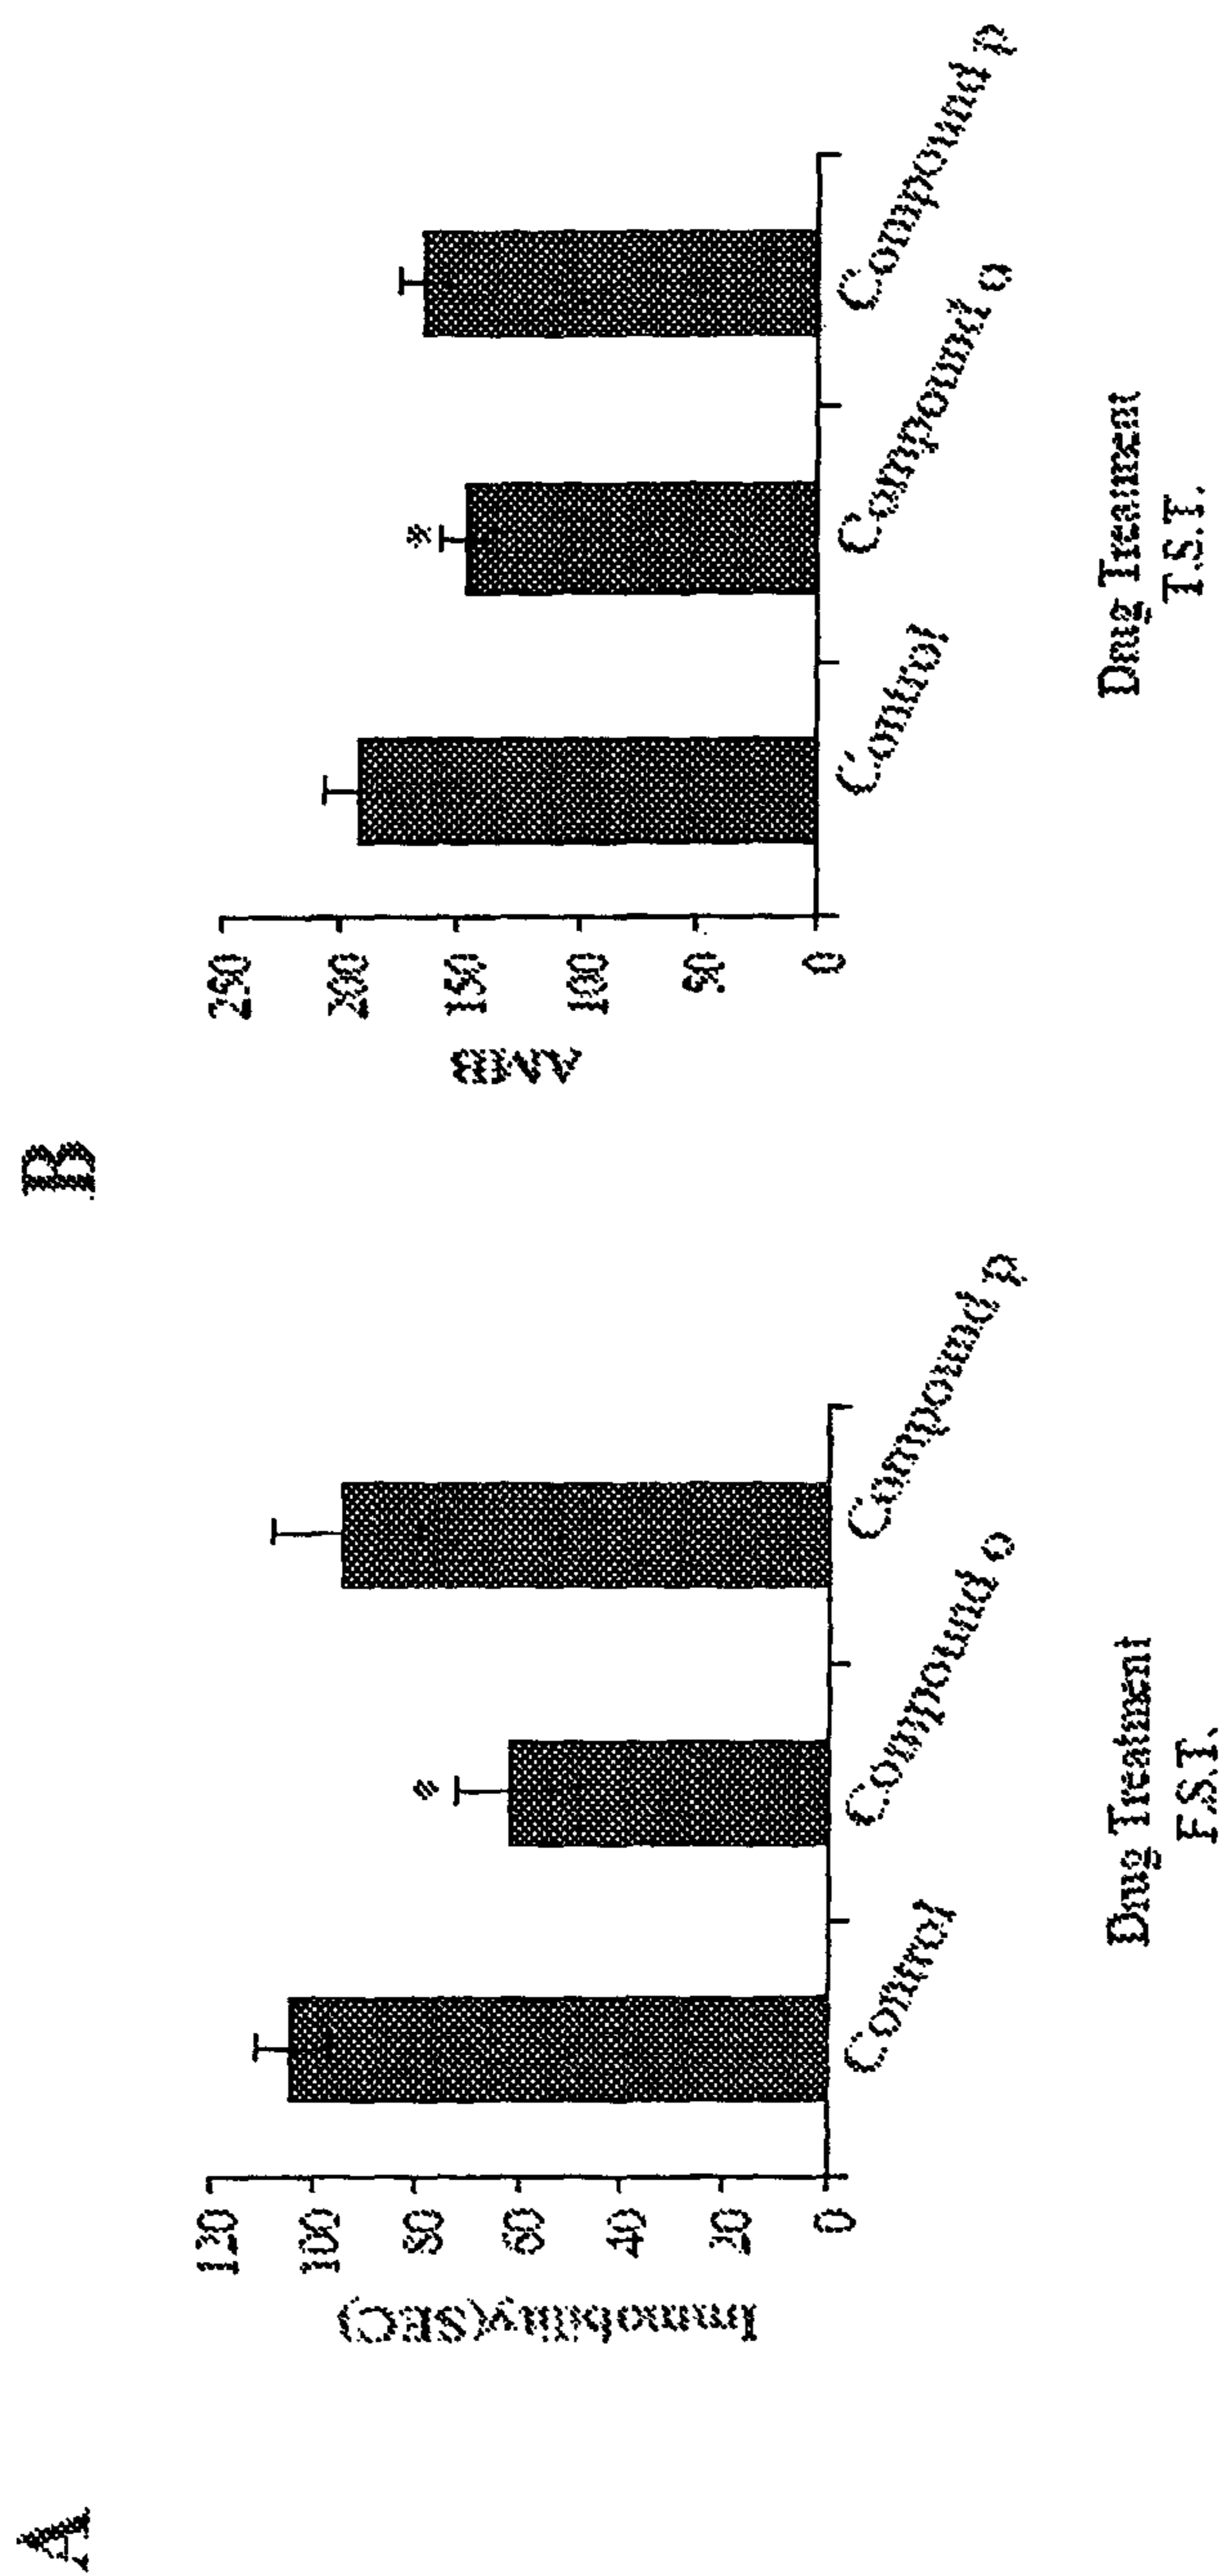 A
Immobility(SEC)
120
100
80
60
40
20
0
*
Control
Compound o
Compound p
Drug Treatment
F.S.T.
B
AMB
250
200
150
100
50
0
*
Control
Compound o
Compound p
Drug Treatment
T.S.T.